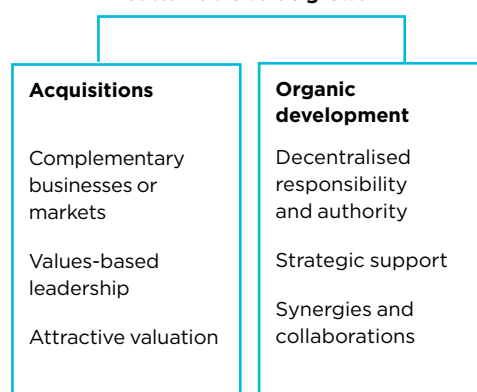 Acquisitions
Complementary
businesses or
markets
Values-based
leadership
Attractive valuation
Organic
development
Decentralised
responsibility
and authority
Strategic support
Synergies and
collaborations